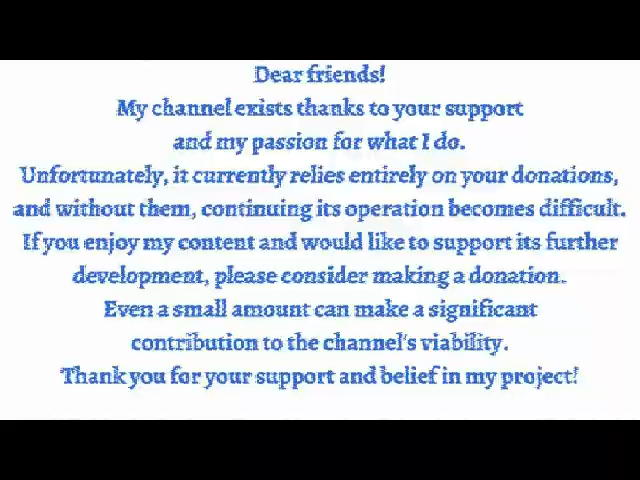 Dear friends!
My channel exists thanks to your support
and my passion for what I do.
Unfortunately, it currently relies entirely on your donations,
and without them, continuing its operation becomes difficult.
If you enjoy my content and would like to support its further
development, please consider making a donation.
Even a small amount can make a significant
contribution to the channel's viability.
Thank you for your support and belief in my project!